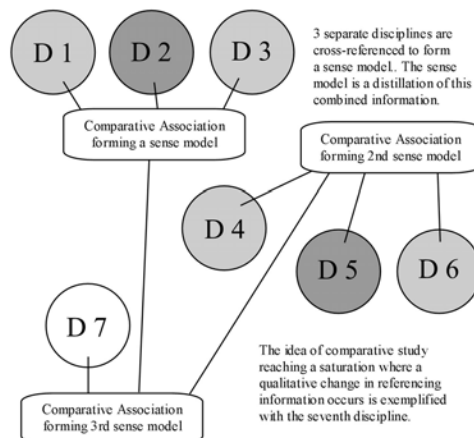 D 1
D 2
D 3
3 separate disciplines are
cross-referenced to form
a sense model.. The sense
model is a distillation of this
combined information.
Comparative Association
forming a sense model
Comparative Association
forming 2nd sense model
D 4
D 5
D 6
D 7
The idea of comparative study
reaching a saturation where a
qualitative change in referencing
information occurs is exemplified
with the seventh discipline.
Comparative Association
forming 3rd sense model